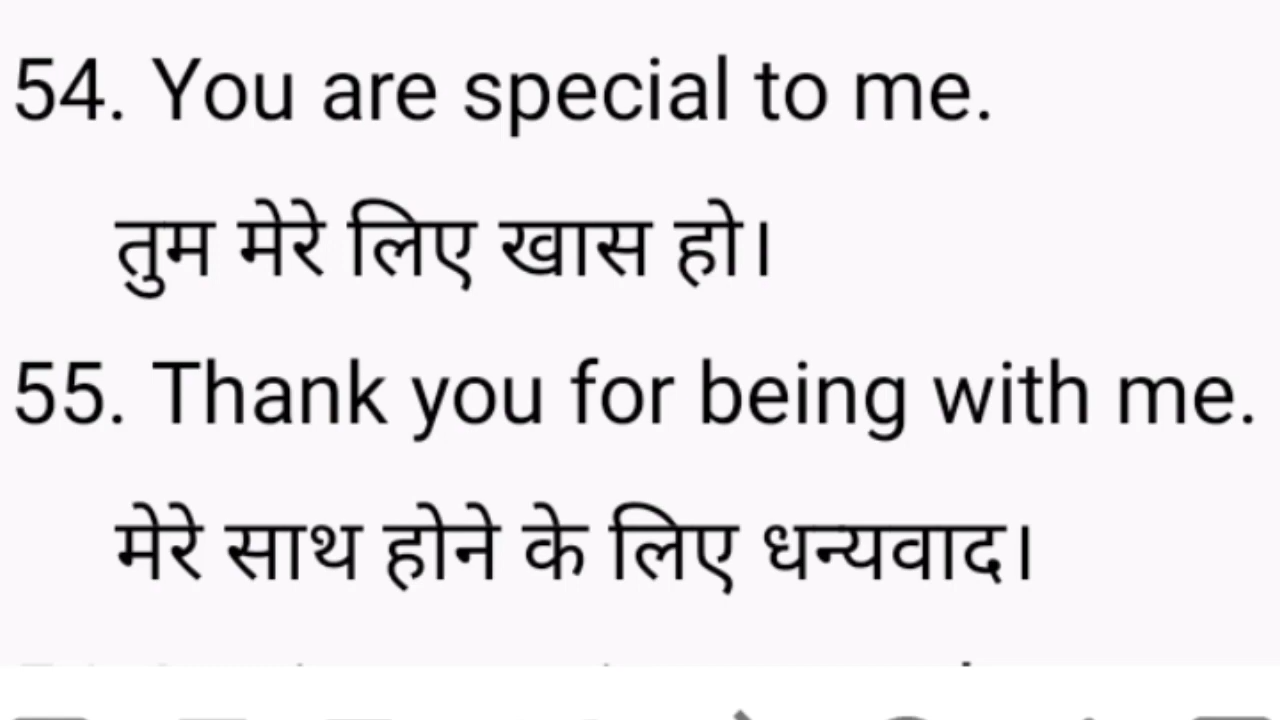 54. You are special to me.
तुम मेरे लिए खास हो।
55. Thank you for being with me.
मेरे साथ होने के लिए धन्यवाद।